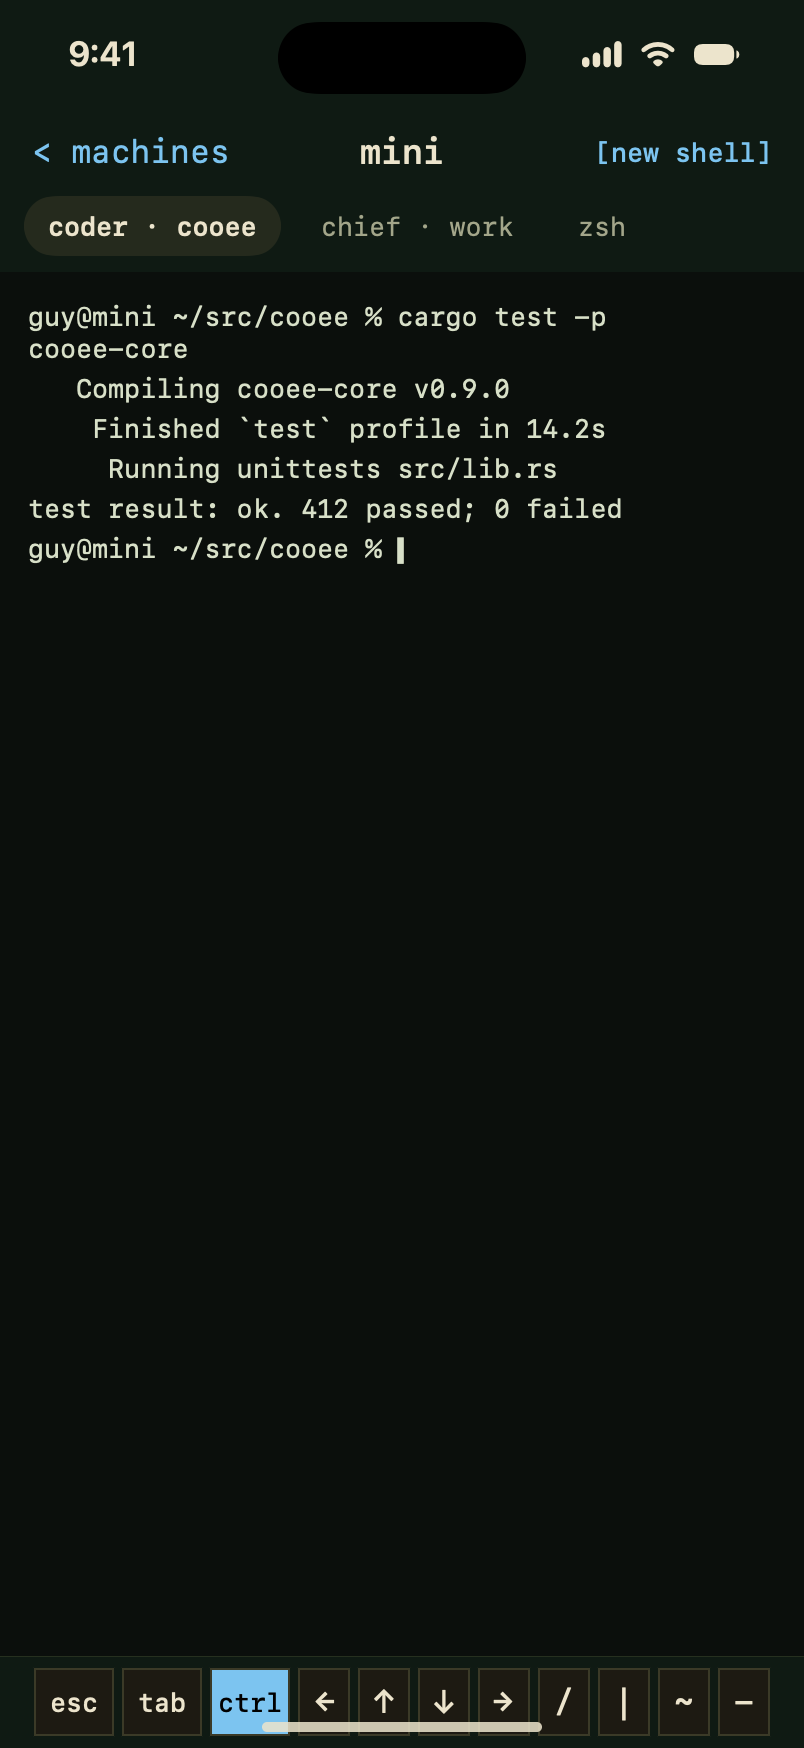 9:41
< machines mini [new shell]
coder · cooee chief · work zsh
guy@mini ~/src/cooee % cargo test -p
cooee-core
Compiling cooee-core v0.9.0
Finished `test` profile in 14.2s
Running unittests src/lib.rs
test result: ok. 412 passed; 0 failed
guy@mini ~/src/cooee %
esc tab ctrl ← ↑ ↓ → / | ~ –